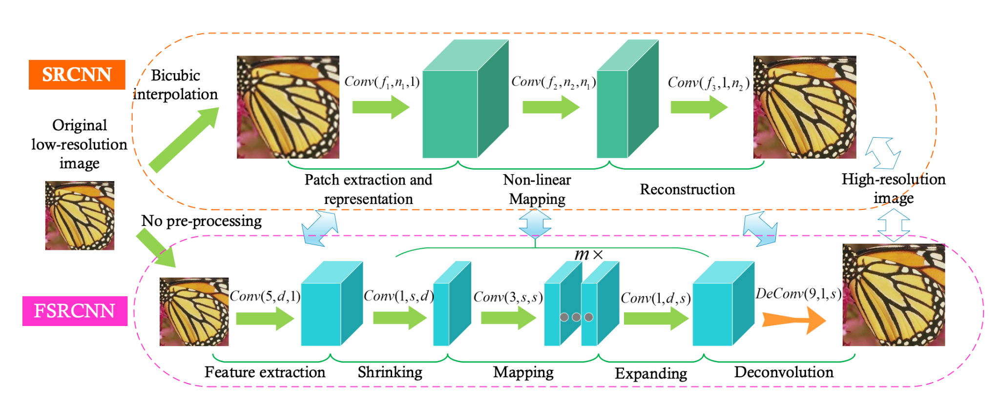 SRCNN
Bicubic
interpolation
Conv(f₁,n₁,1)
Conv(f₂,n₂,n₁)
Conv(f₃,1,n₂)
Original
low-resolution
image
Patch extraction and
representation
Non-linear
Mapping
Reconstruction
High-resolution
image
No pre-processing
m×
FSRCNN
Conv(5,d,1)
Conv(1,s,d)
Conv(3,s,s)
Conv(1,d,s)
DeConv(9,1,s)
Feature extraction
Shrinking
Mapping
Expanding
Deconvolution